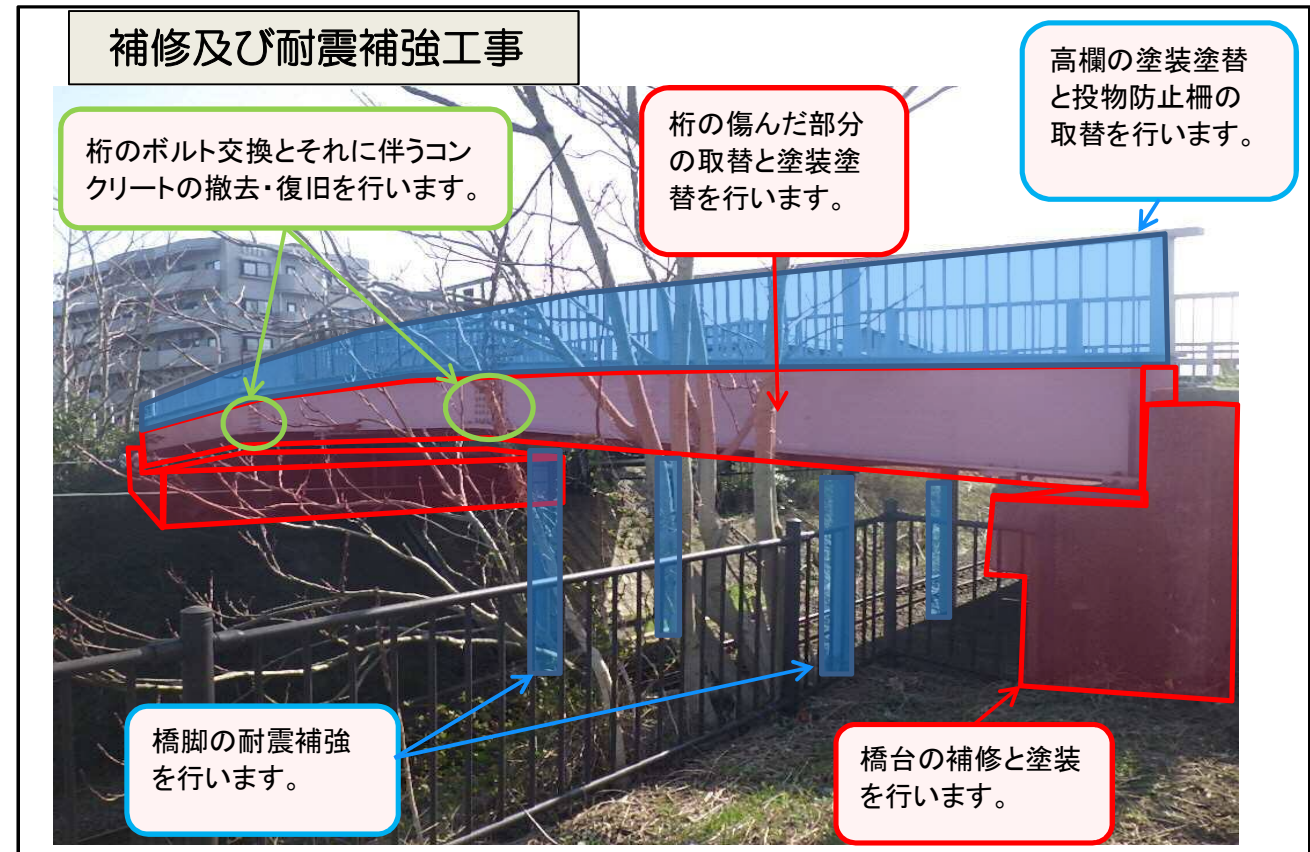 補修及び耐震補強工事
高欄の塗装塗替
と投物防止柵の
取替を行います。
桁の傷んだ部分
の取替と塗装塗
替を行います。
桁のボルト交換とそれに伴うコン
クリートの撤去・復旧を行います。
橋脚の耐震補強
を行います。
橋台の補修と塗装
を行います。